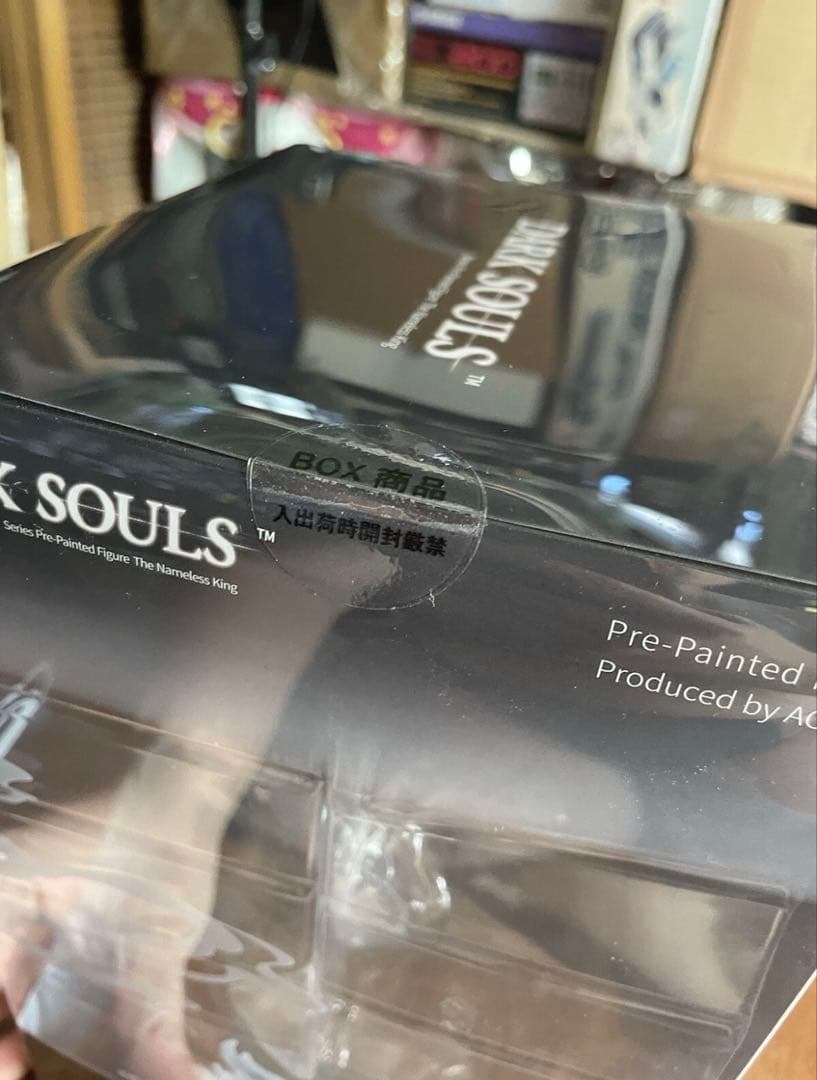 DARK SOULS
TM
K SOULS
TM
Series Pre-Painted Figure The Nameless King
BOX 商品
入出荷時開封厳禁
Pre-Painted
Produced by AC